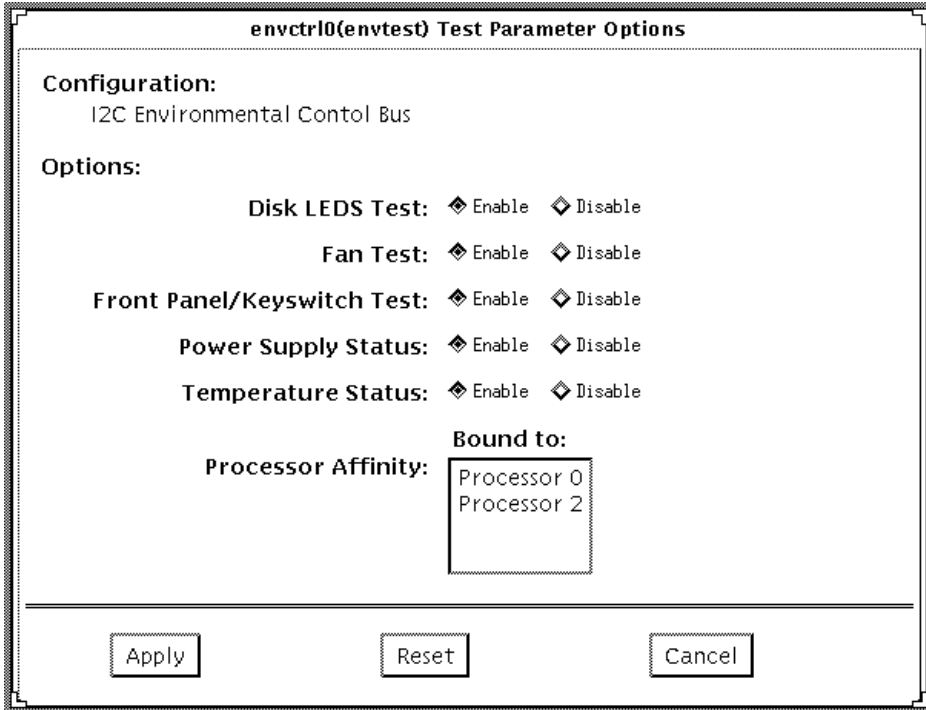 envctrl0(envtest) Test Parameter Options
Configuration:
I2C Environmental Contol Bus
Options:
Disk LEDS Test: Enable Disable
Fan Test: Enable Disable
Front Panel/Keyswitch Test: Enable Disable
Power Supply Status: Enable Disable
Temperature Status: Enable Disable
Bound to:
Processor Affinity:
Processor 0
Processor 2
Apply Reset Cancel